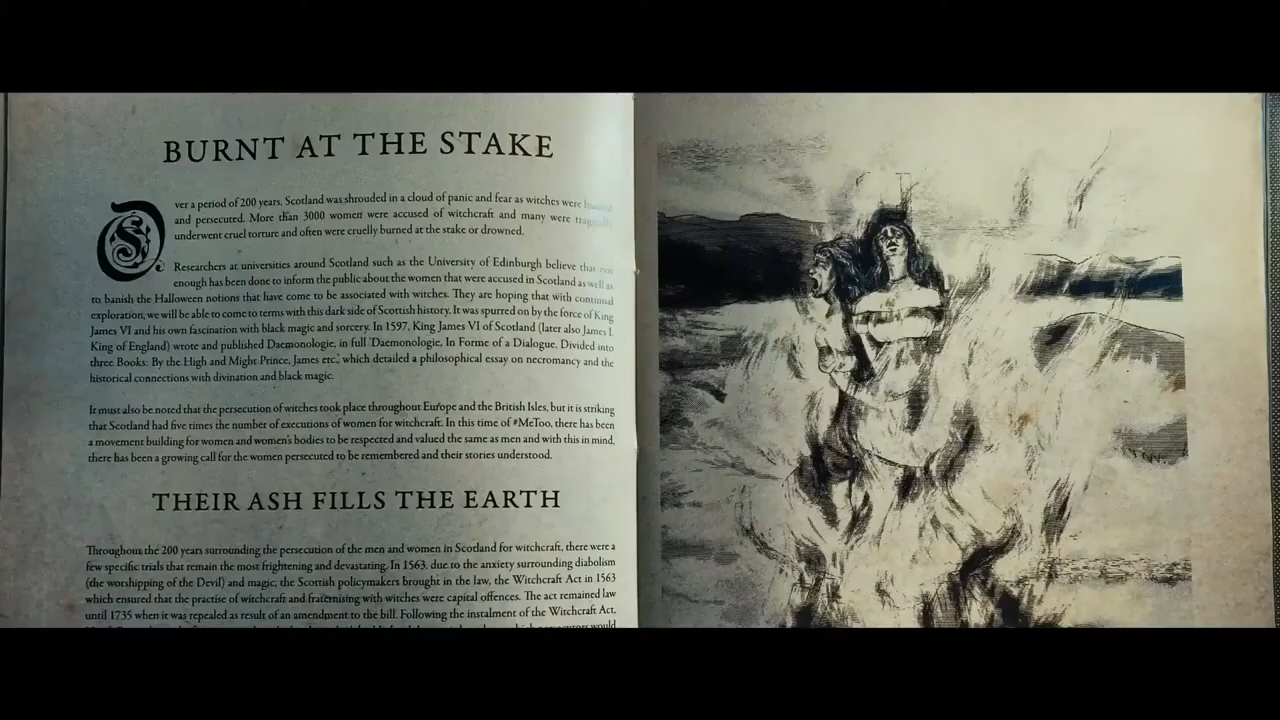 BURNT AT THE STAKE
Over a period of 200 years, Scotland was shrouded in a cloud of panic and fear as witches were
and persecuted. More than 3000 women were accused of witchcraft and many were tragically
underwent cruel torture and often were cruelly burned at the stake or drowned.
Researchers at universities around Scotland such as the University of Edinburgh believe that not
enough has been done to inform the public about the women that were accused in Scotland as well as
to banish the Halloween notions that have come to be associated with witches. They are hoping that with continual
exploration, we will be able to come to terms with this dark side of Scottish history. It was spurred on by the force of King
James VI and his own fascination with black magic and sorcery. In 1597, King James VI of Scotland (later also James I.
King of England) wrote and published Daemonologie, in full 'Daemonologie, In Forme of a Dialogue, Divided into
three Books: By the High and Might Prince, James etc.', which detailed a philosophical essay on necromancy and the
historical connections with divination and black magic.
It must also be noted that the persecution of witches took place throughout Europe and the British Isles, but it is striking
that Scotland had five times the number of executions of women for witchcraft. In this time of #MeToo, there has been
a movement building for women and women's bodies to be respected and valued the same as men and with this in mind,
there has been a growing call for the women persecuted to be remembered and their stories understood.
THEIR ASH FILLS THE EARTH
Throughout the 200 years surrounding the persecution of the men and women in Scotland for witchcraft, there were a
few specific trials that remain the most frightening and devastating. In 1563, due to the anxiety surrounding diabolism
(the worshipping of the Devil) and magic, the Scottish policymakers brought in the law, the Witchcraft Act in 1563
which ensured that the practise of witchcraft and fraternising with witches were capital offences. The act remained law
until 1735 when it was repealed as result of an amendment to the bill. Following the instalment of the Witchcraft Act,
would